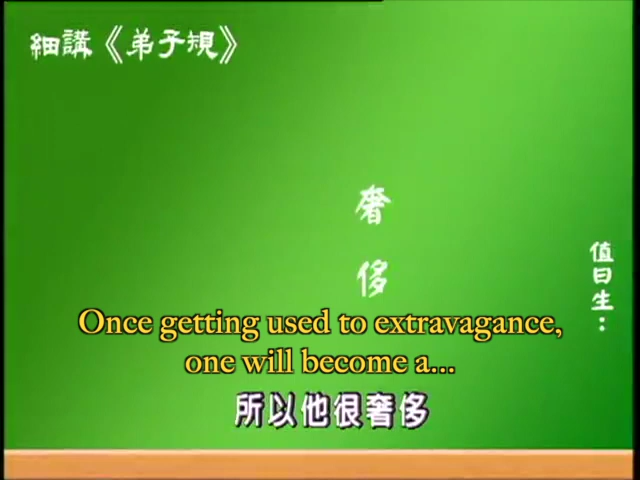 細講《弟子規》
奢侈
值日生：
Once getting used to extravagance,
one will become a...
所以他很奢侈